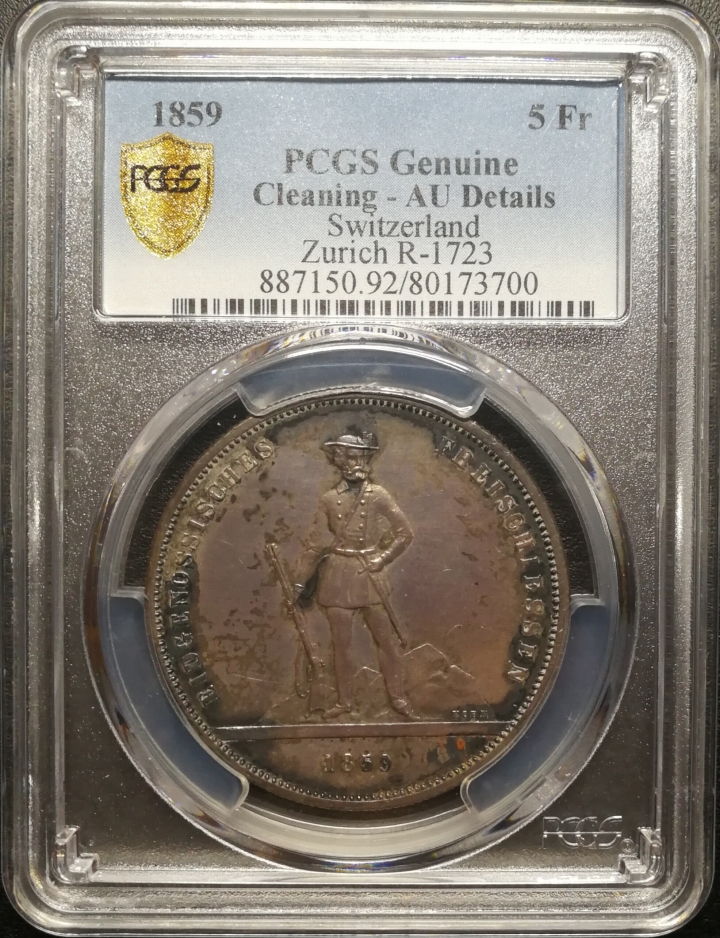 1859 5 Fr
PCGS
PCGS Genuine
Cleaning - AU Details
Switzerland
Zurich R-1723
887150.92/80173700
EIDGENOSSISCHES FREISCHIESSEN
1859
PCGS